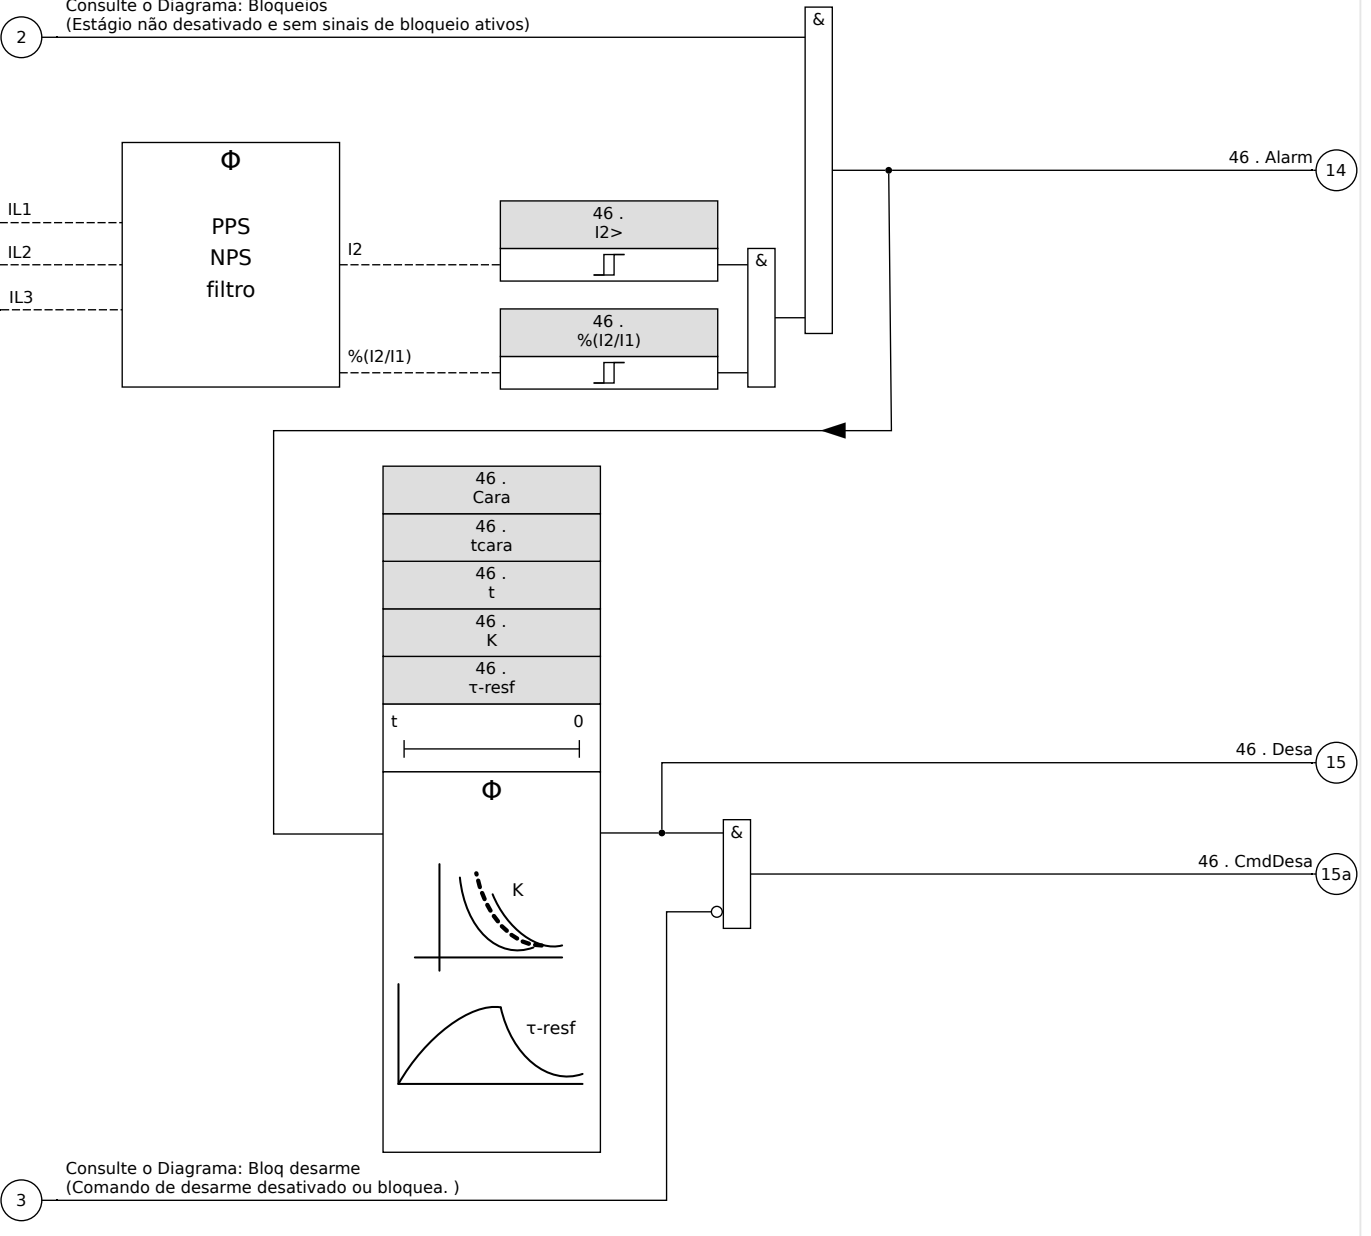 Consulte o Diagrama: Bloqueios
(Estágio não desativado e sem sinais de bloqueio ativos)
2
&
46 . Alarm
14
Φ
PPS
NPS
filtro
IL1
IL2
IL3
I2
%(I2/I1)
46 .
I2>
46 .
%(I2/I1)
&
46 .
Cara
46 .
tcara
46 .
t
46 .
K
46 .
τ-resf
t 0
Φ
K
τ-resf
46 . Desa
15
&
46 . CmdDesa
15a
Consulte o Diagrama: Bloq desarme
(Comando de desarme desativado ou bloquea. )
3